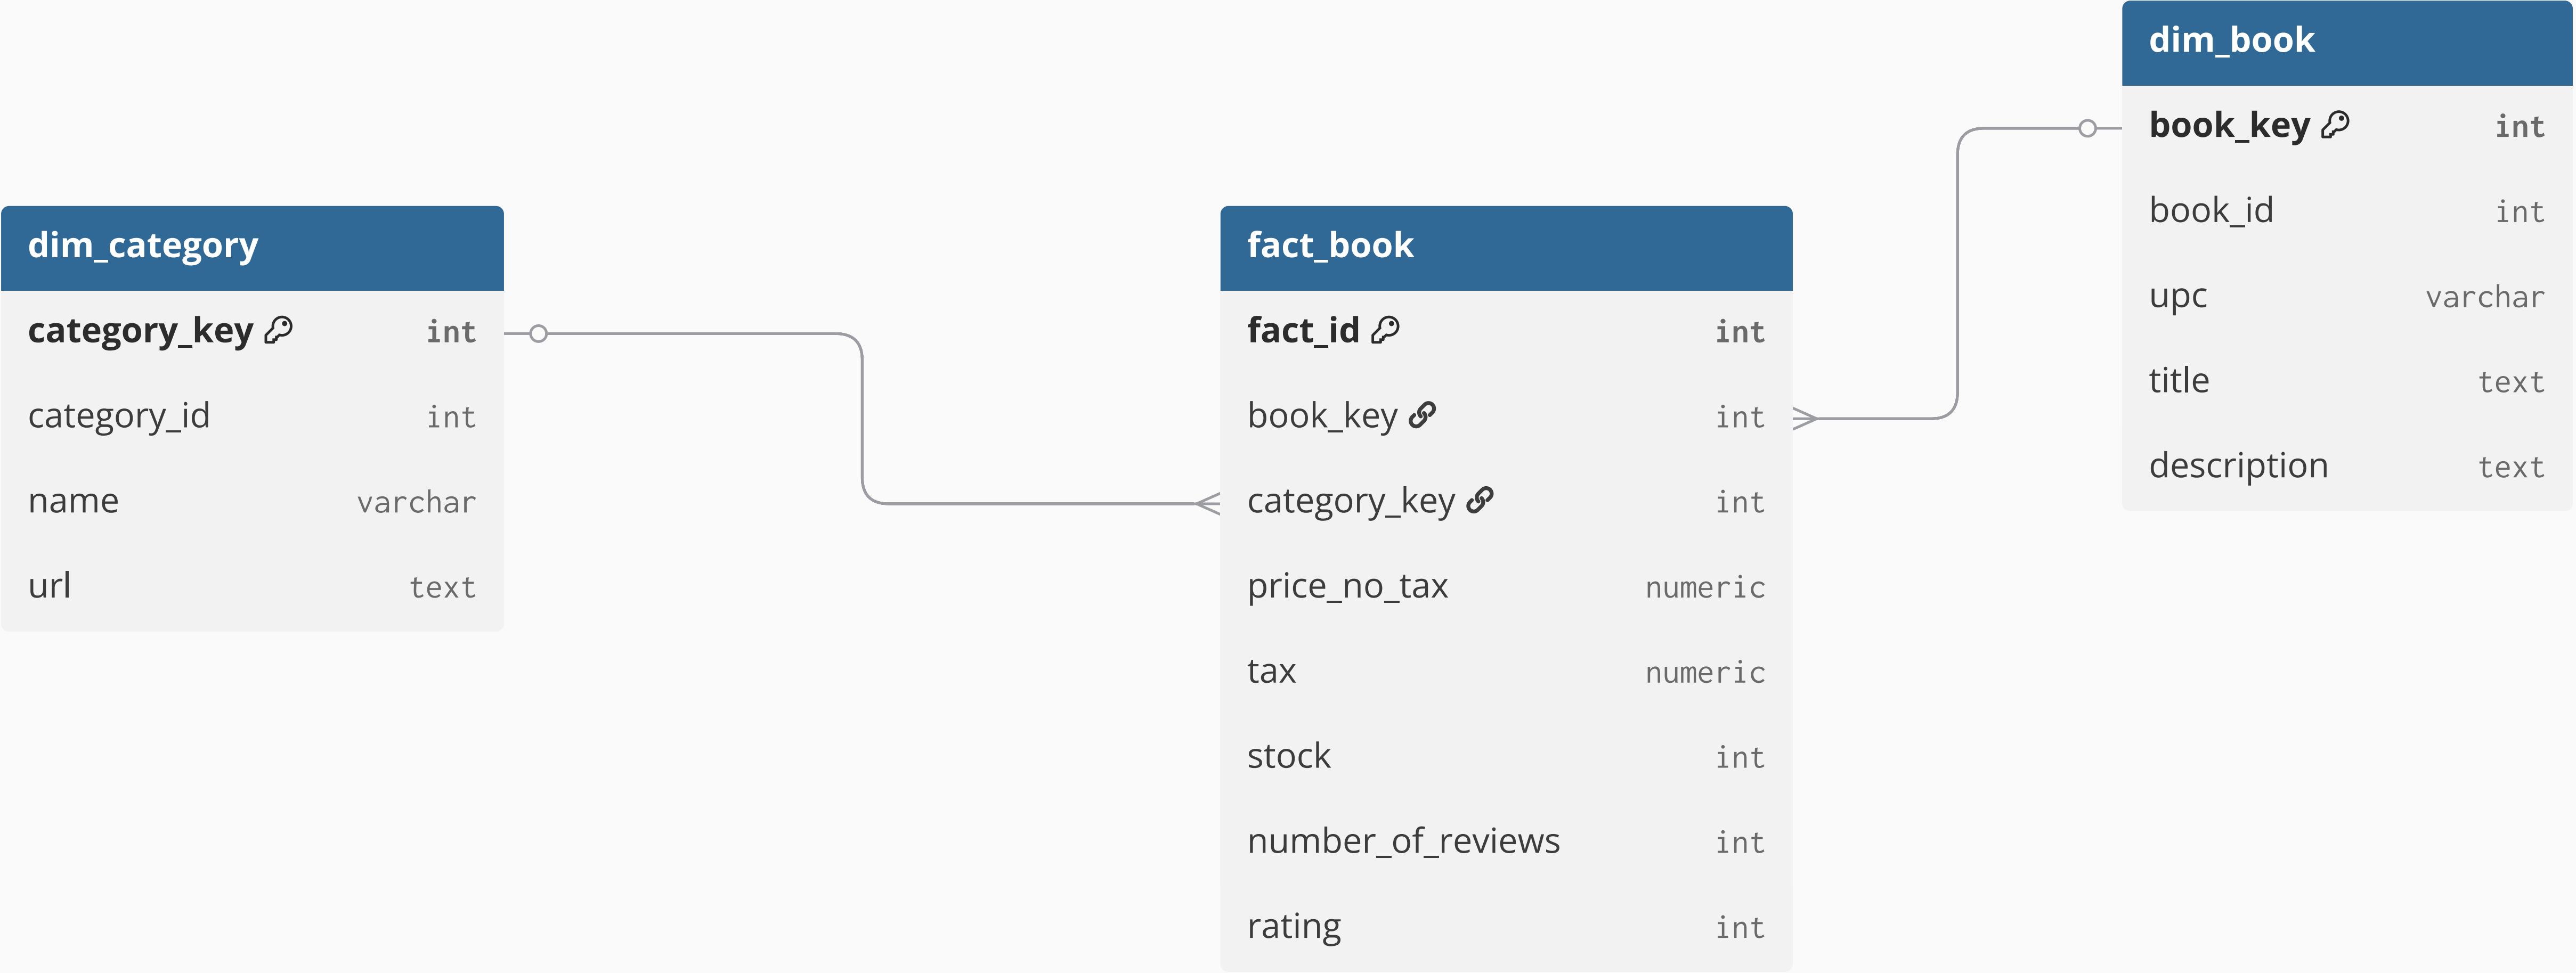 dim_category
category_key int
category_id int
name varchar
url text
fact_book
fact_id int
book_key int
category_key int
price_no_tax numeric
tax numeric
stock int
number_of_reviews int
rating int
dim_book
book_key int
book_id int
upc varchar
title text
description text